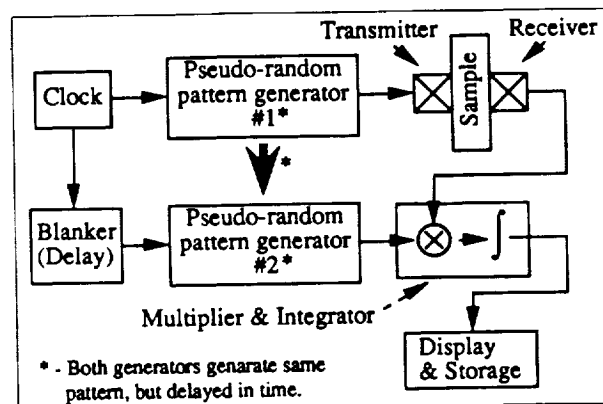 Transmitter
Receiver
Clock
Pseudo-random
pattern generator
#1*
Sample
*
Blanker
(Delay)
Pseudo-random
pattern generator
#2*
∫
Multiplier & Integrator
Display
& Storage
* - Both generators genarate same
pattern, but delayed in time.